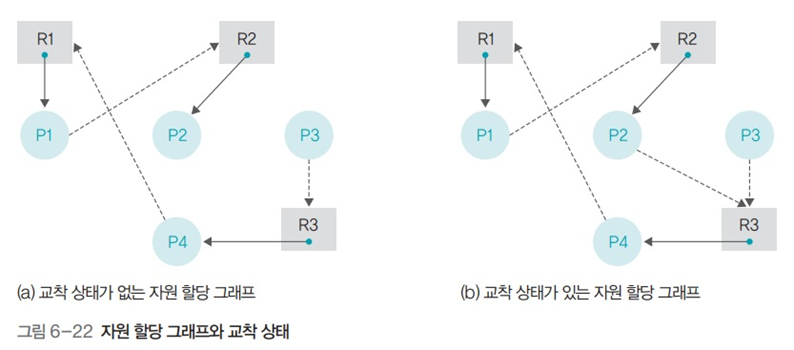 R1 R2 R1 R2
P1 P2 P3 P1 P2 P3
R3 R3
P4 P4
(a) 교착 상태가 없는 자원 할당 그래프 (b) 교착 상태가 있는 자원 할당 그래프
그림 6-22 자원 할당 그래프와 교착 상태